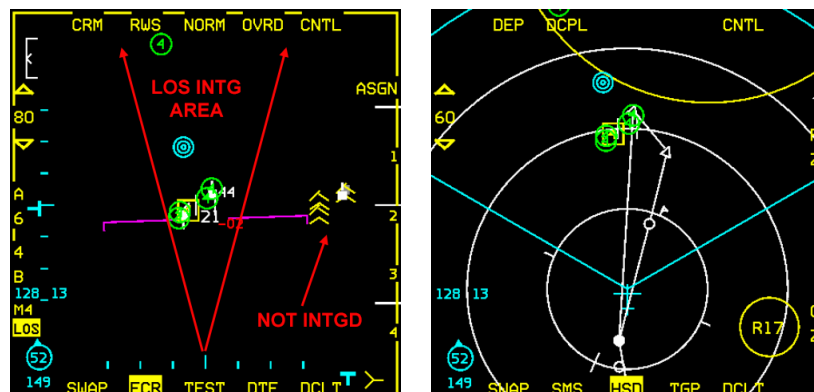 CRM RWS NORM OVRD CNTL
4
LOS INTG
AREA
ASGN
80
1
A
6
44
21
2
-02
I
4
3
B
128_13
NOT INTGD
M4
LOS
4
52
149
SWAP FCR TEST DTE DCLT
DEP DCPL CNTL
60
R17
128 13
52
149
SWAP SMS HSD TGP DCLT